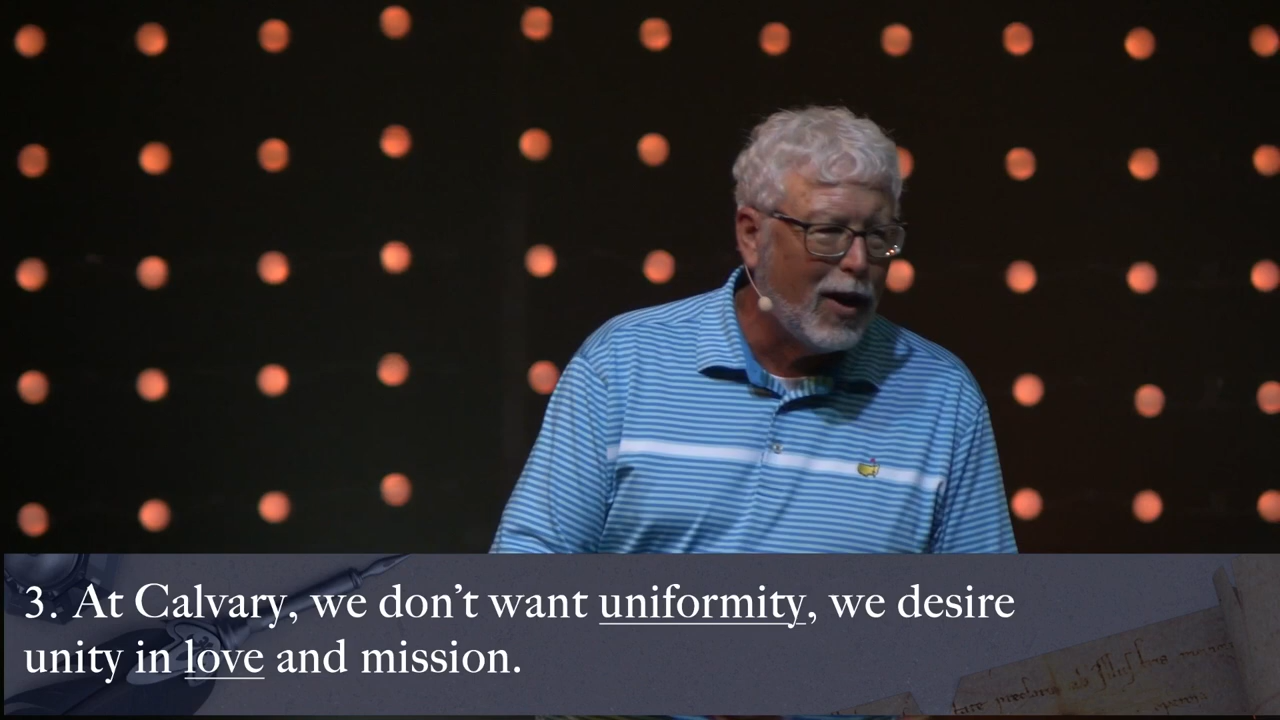 3. At Calvary, we don't want uniformity, we desire
unity in love and mission.